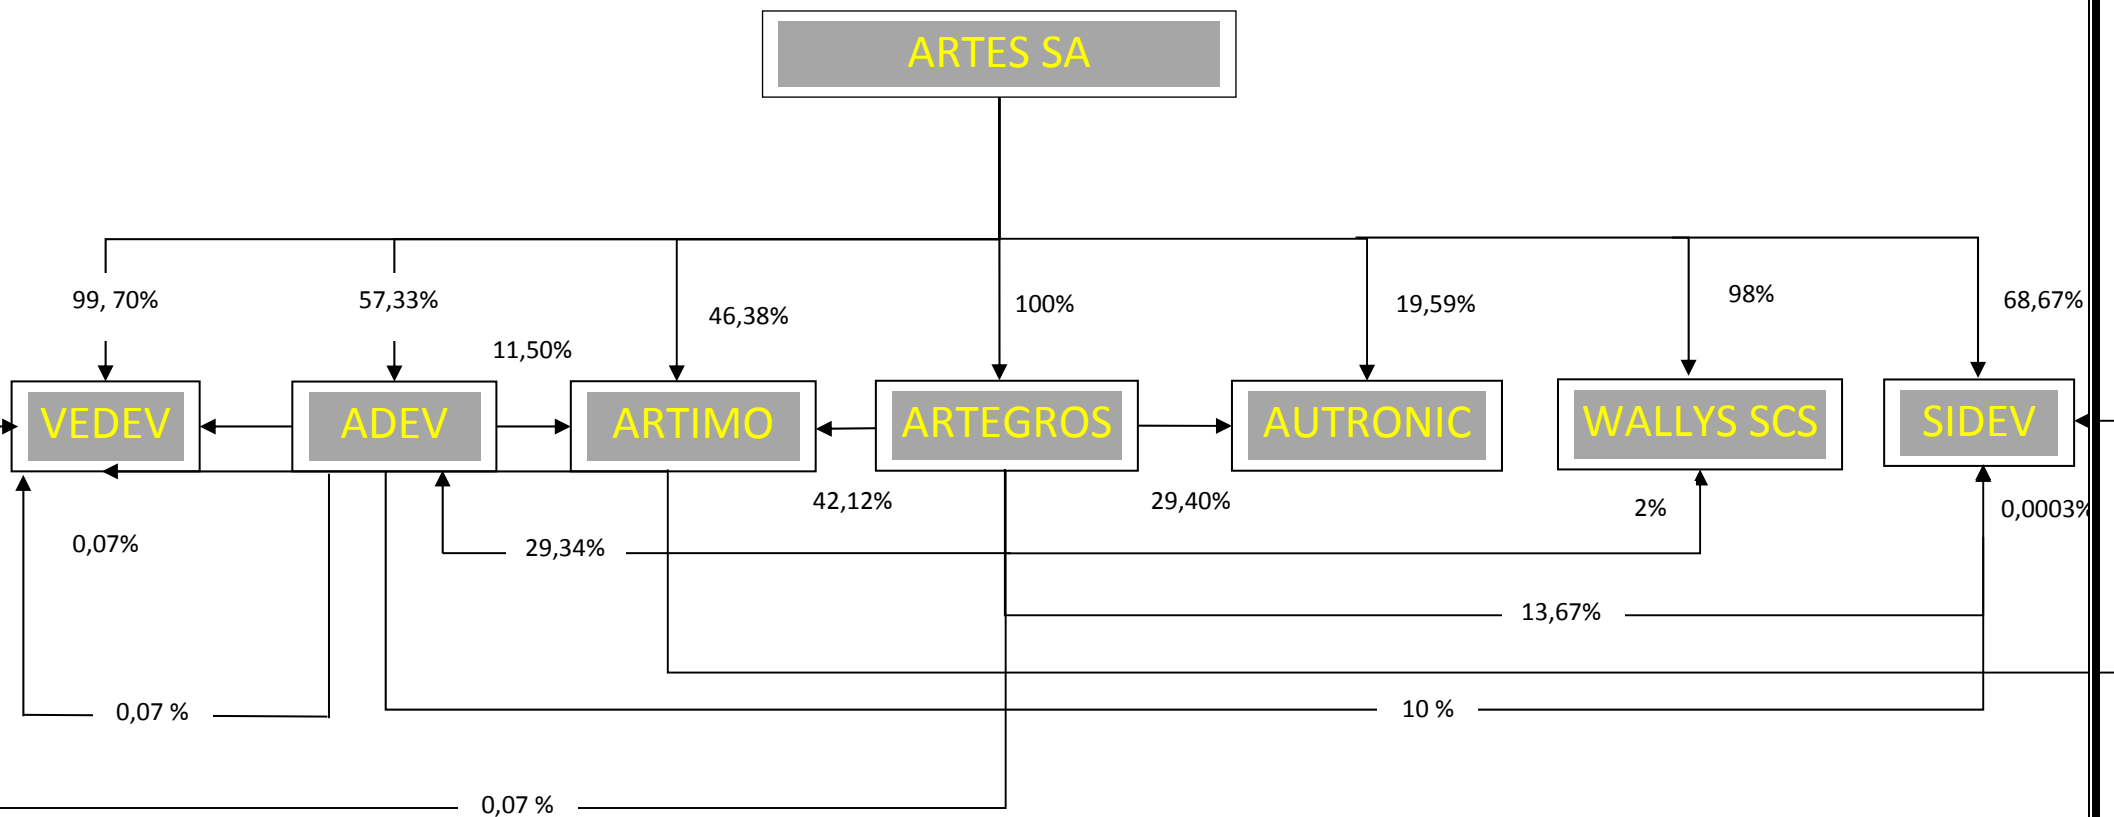 ARTES SA
99, 70%
57,33%
11,50%
46,38%
100%
19,59%
98%
68,67%
VEDEV
ADEV
ARTIMO
ARTEGROS
AUTRONIC
WALLYS SCS
SIDEV
42,12%
29,40%
2%
0,0003%
0,07%
29,34%
13,67%
0,07 %
10 %
0,07 %